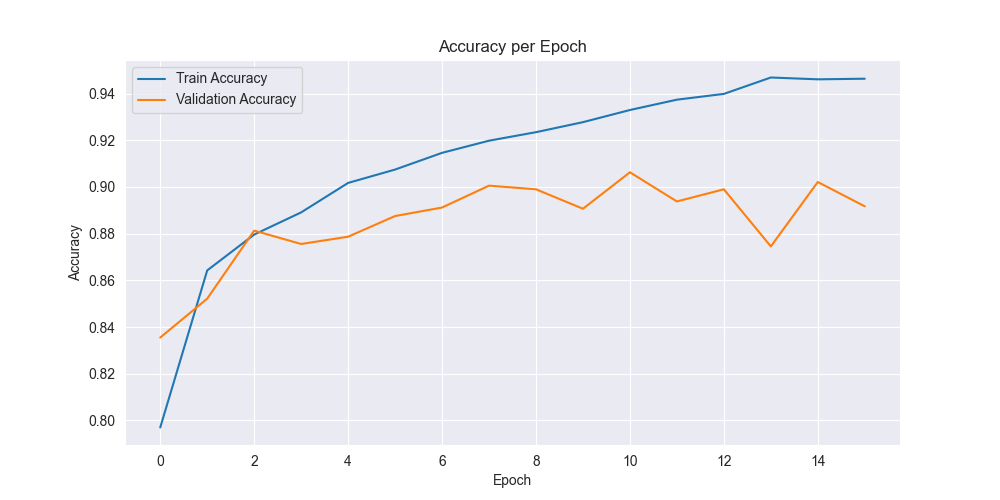 Accuracy per Epoch
Train Accuracy
Validation Accuracy
0.94
0.92
0.90
0.88
0.86
0.84
0.82
0.80
Accuracy
0 2 4 6 8 10 12 14
Epoch